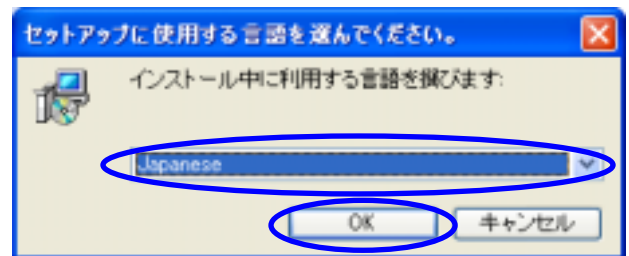 セットアップに使用する言語を選んでください。
インストール中に利用する言語を選びます:
Japanese
OK
キャンセル